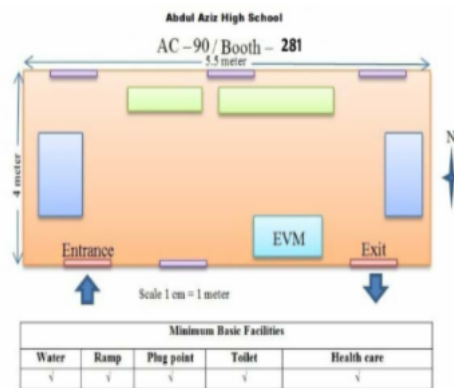 Abdul Aziz High School
AC – 90 / Booth – 281
5.5 meter
4 meter
N
EVM
Entrance
Exit
Scale 1 cm = 1 meter
Minimum Basic Facilities
Water Ramp Plug point Toilet Health care
√ √ √ √ √